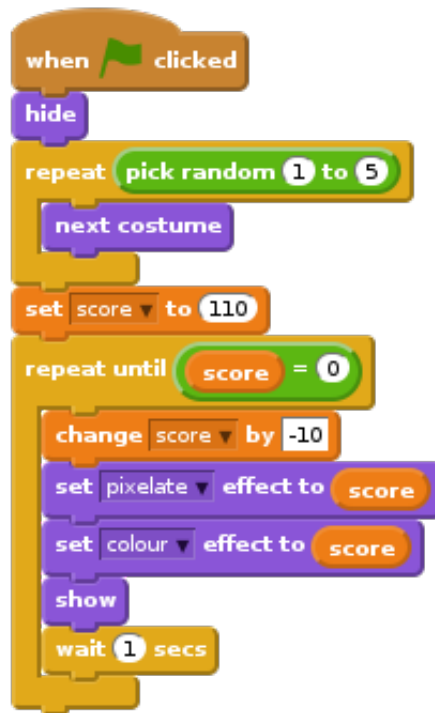 when clicked
hide
repeat pick random 1 to 5
next costume
set score to 110
repeat until score = 0
change score by -10
set pixelate effect to score
set colour effect to score
show
wait 1 secs